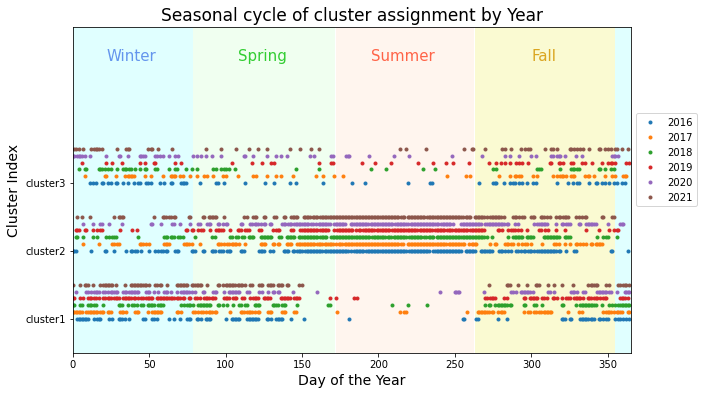 Seasonal cycle of cluster assignment by Year
Winter
Spring
Summer
Fall
Cluster Index
cluster3
cluster2
cluster1
0
50
100
150
200
250
300
350
Day of the Year
2016
2017
2018
2019
2020
2021